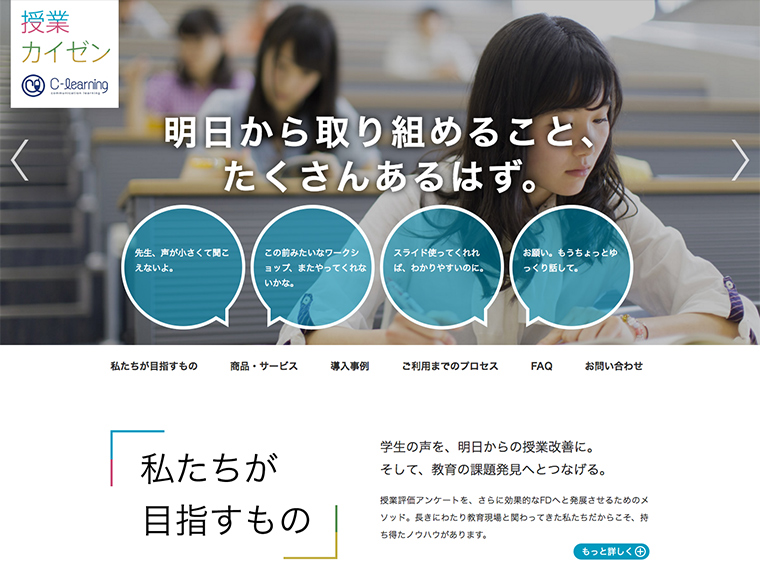 授業
カイゼン
C-Learning
communication learning
明日から取り組めること、
たくさんあるはず。
先生、声が小さくて聞こ
えないよ。
この前みたいなワークシ
ョップ、またやってくれな
いかな。
スライド使ってくれれ
ば、わかりやすいのに。
お願い。もうちょっとゆ
っくり話して。
私たちが目指すもの
商品・サービス
導入事例
ご利用までのプロセス
FAQ
お問い合わせ
私たちが
目指すもの
学生の声を、明日からの授業改善に。
そして、教育の課題発見へとつなげる。
授業評価アンケートを、さらに効果的なFDへと発展させるためのメ
ソッド。長きにわたり教育現場と関わってきた私たちだからこそ、持
ち得たノウハウがあります。
もっと詳しく